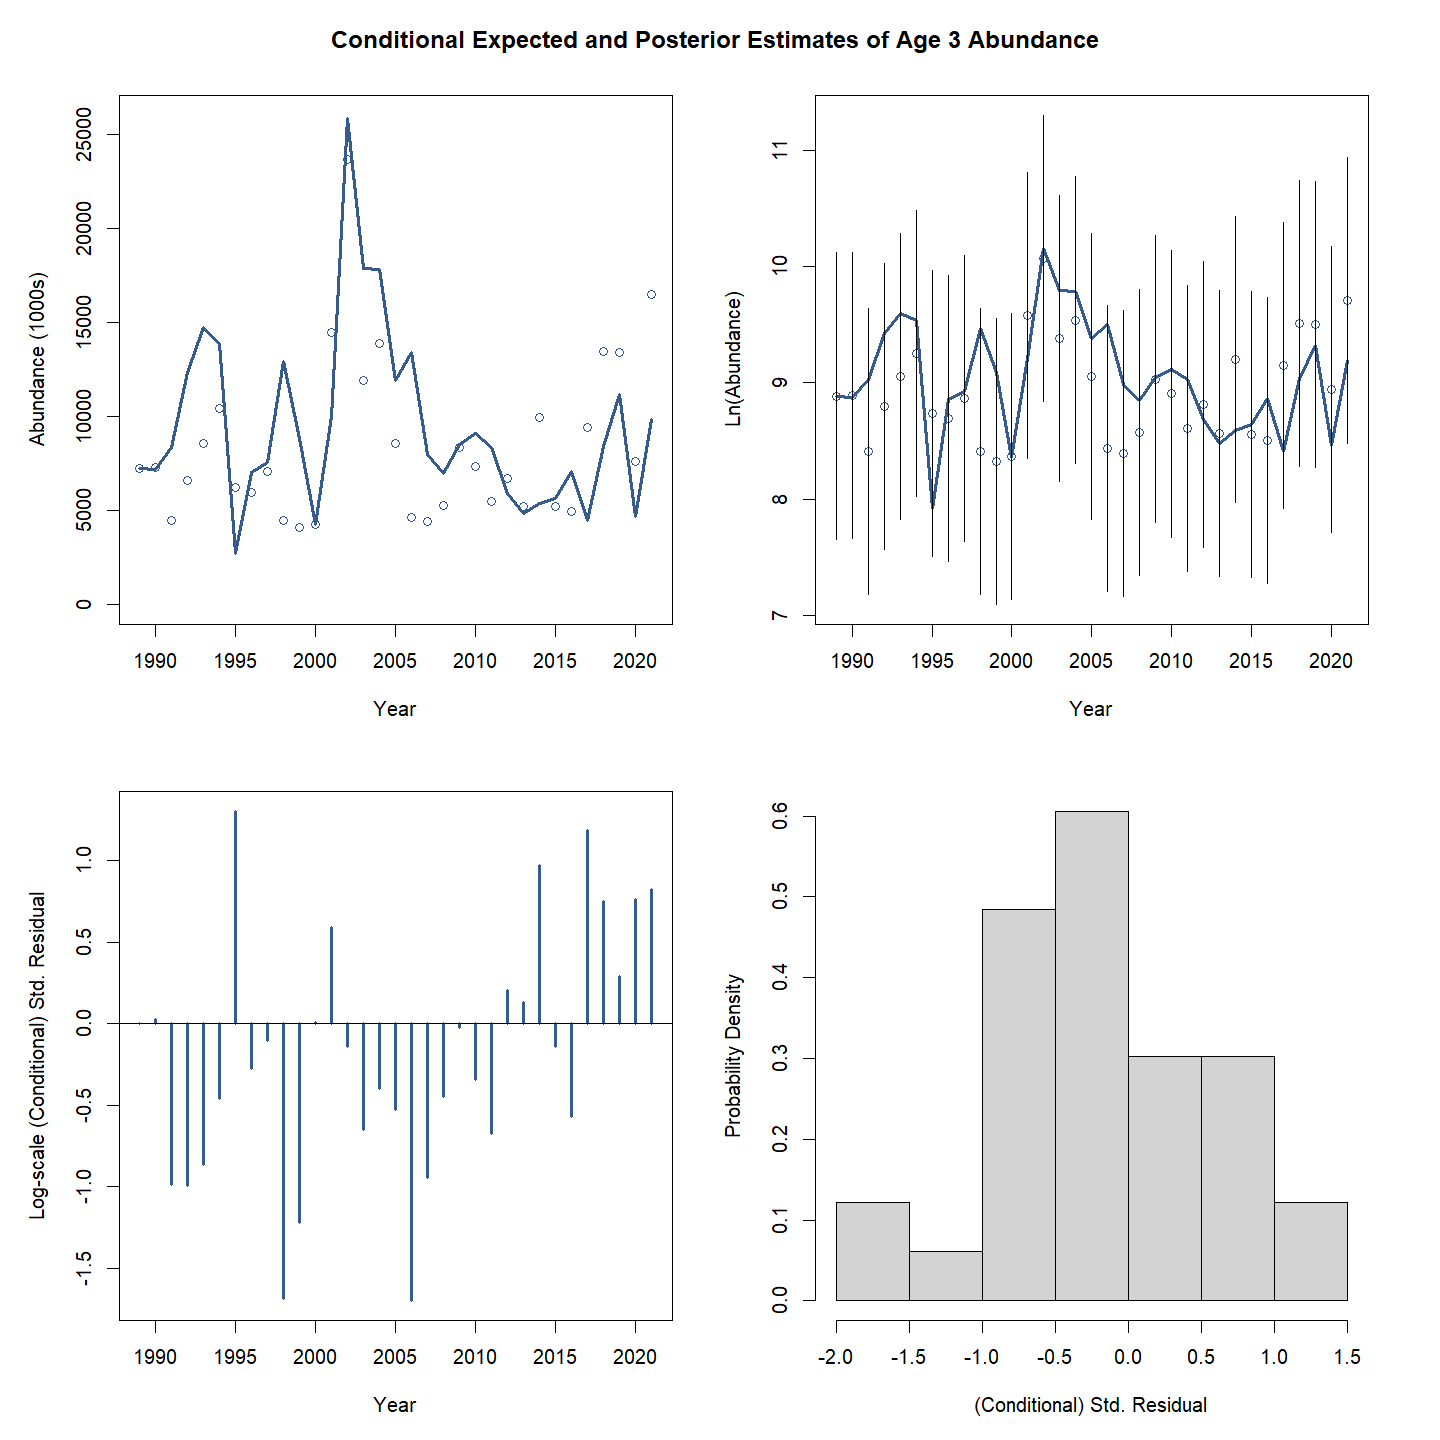 Conditional Expected and Posterior Estimates of Age 3 Abundance
Abundance (1000s)
25000
20000
15000
10000
5000
0
1990 1995 2000 2005 2010 2015 2020
Year
Ln(Abundance)
11
10
9
8
7
1990 1995 2000 2005 2010 2015 2020
Year
Log-scale (Conditional) Std. Residual
1.0
0.5
0.0
-0.5
-1.0
-1.5
1990 1995 2000 2005 2010 2015 2020
Year
Probability Density
0.6
0.5
0.4
0.3
0.2
0.1
0.0
-2.0 -1.5 -1.0 -0.5 0.0 0.5 1.0 1.5
(Conditional) Std. Residual